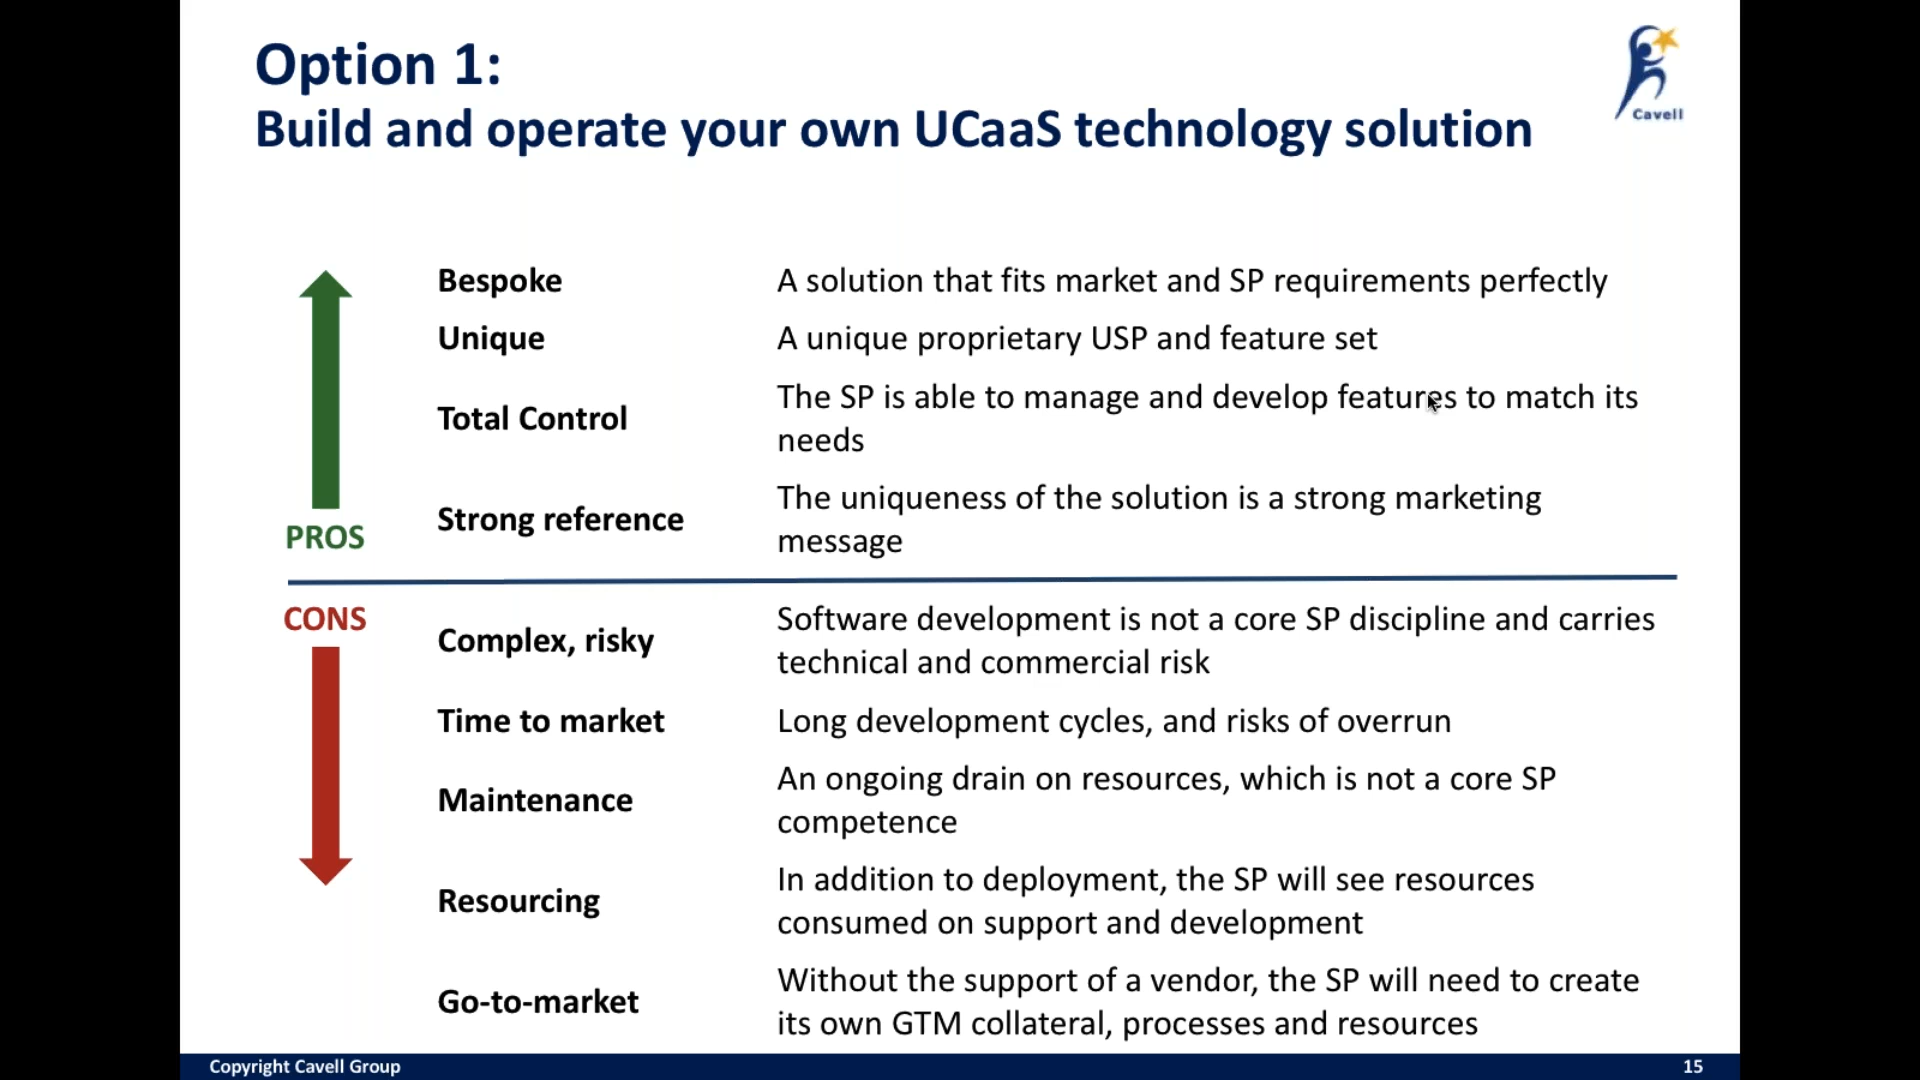 Option 1:
Build and operate your own UCaaS technology solution
Cavell
Bespoke
A solution that fits market and SP requirements perfectly
Unique
A unique proprietary USP and feature set
Total Control
The SP is able to manage and develop features to match its
needs
Strong reference
The uniqueness of the solution is a strong marketing
message
PROS
CONS
Complex, risky
Software development is not a core SP discipline and carries
technical and commercial risk
Time to market
Long development cycles, and risks of overrun
Maintenance
An ongoing drain on resources, which is not a core SP
competence
Resourcing
In addition to deployment, the SP will see resources
consumed on support and development
Go-to-market
Without the support of a vendor, the SP will need to create
its own GTM collateral, processes and resources
Copyright Cavell Group
15